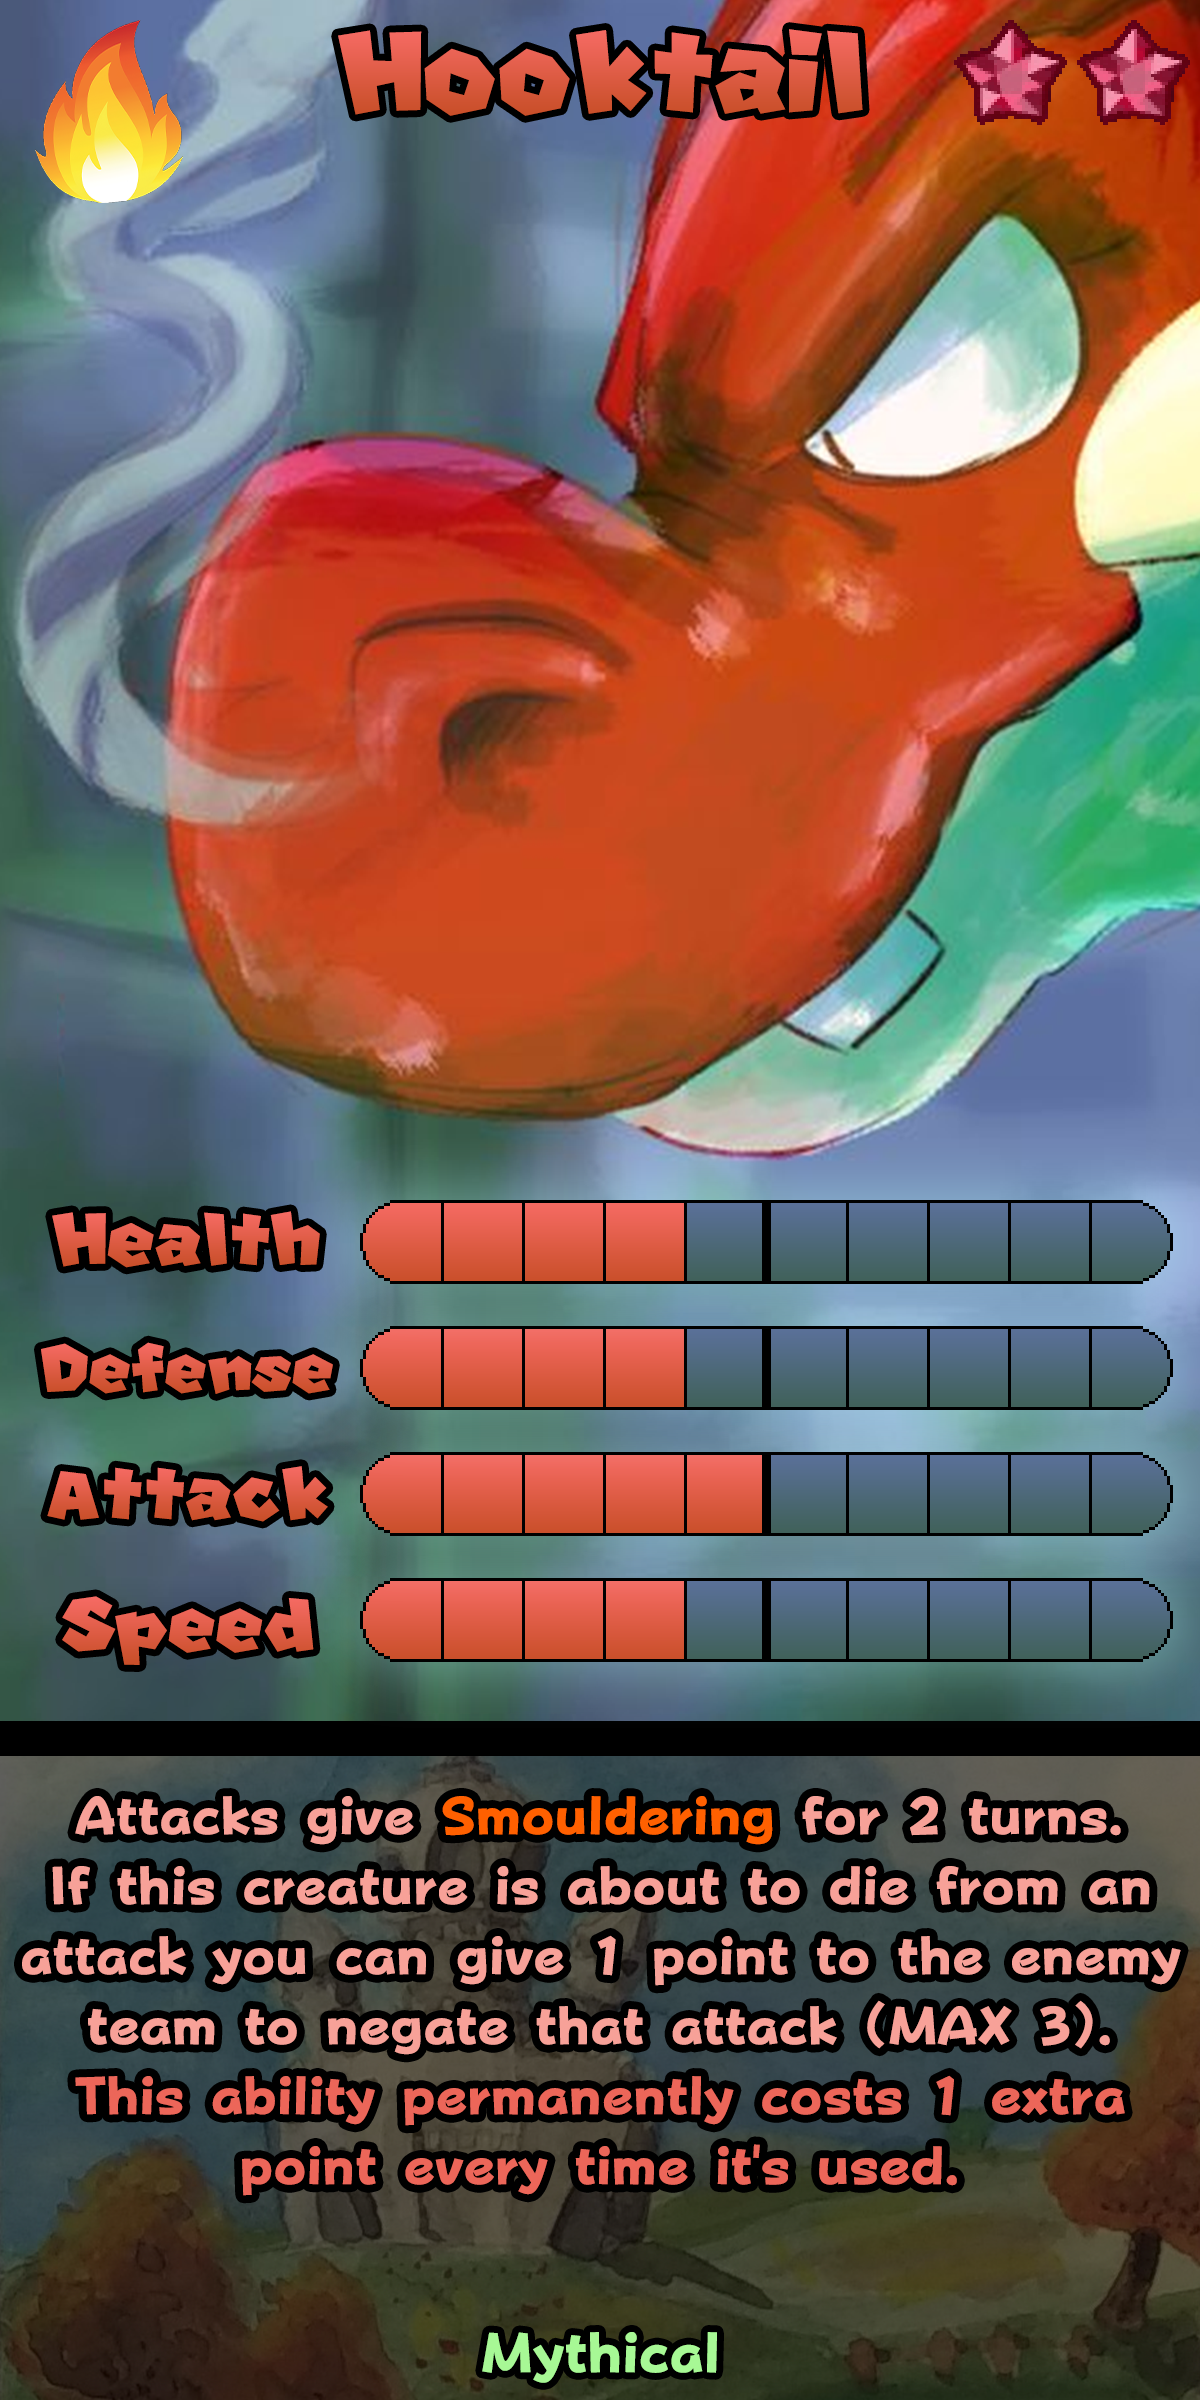 Hooktail
Health
Defense
Attack
Speed
Attacks give Smouldering for 2 turns.
If this creature is about to die from an
attack you can give 1 point to the enemy
team to negate that attack (MAX 3).
This ability permanently costs 1 extra
point every time it's used.
Mythical